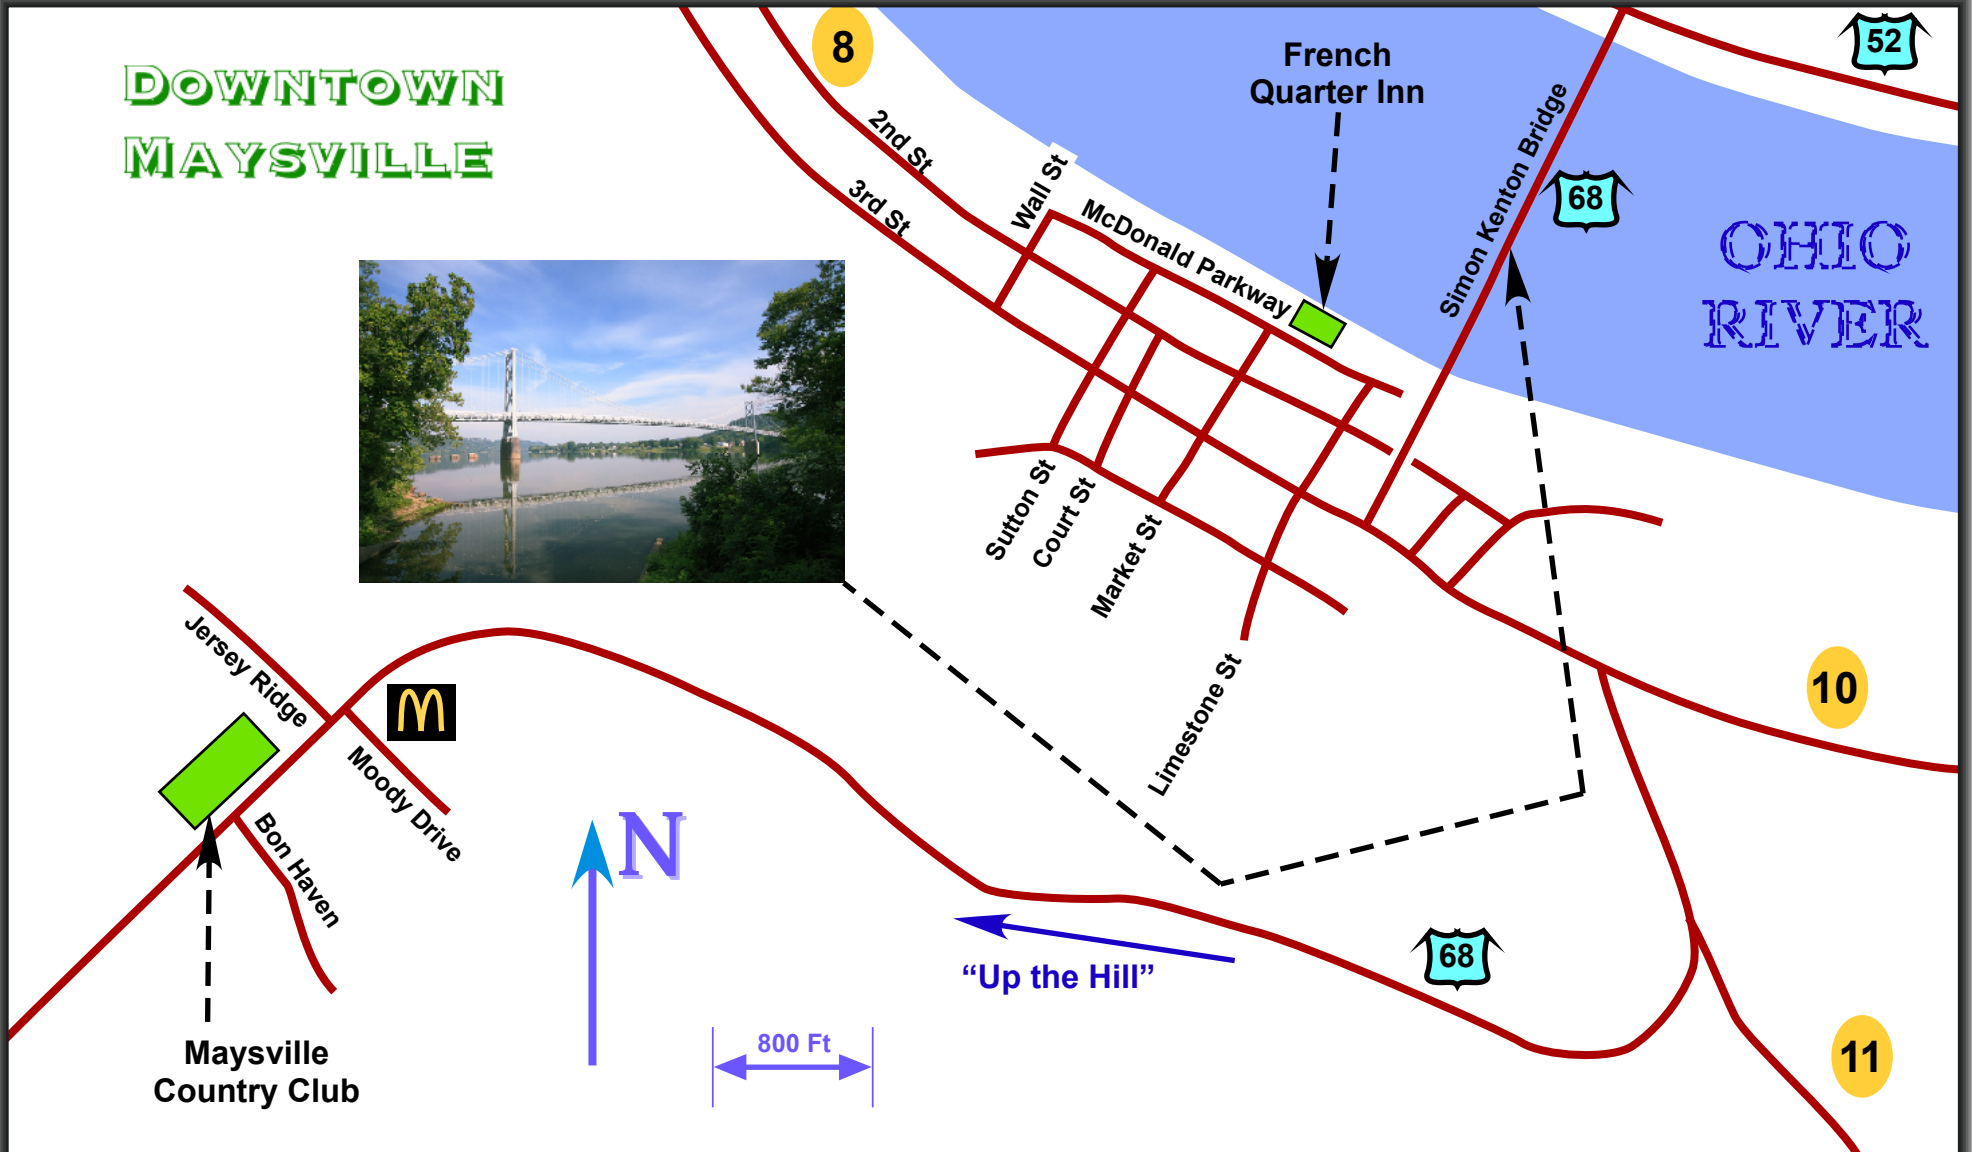 DOWNTOWN
MAYSVILLE
8
French
Quarter Inn
52
2nd St
3rd St
Wall St
McDonald Parkway
Simon Kenton Bridge
68
OHIO
RIVER
Sutton St
Court St
Market St
Limestone St
10
Jersey Ridge
Moody Drive
Bon Haven
N
“Up the Hill”
68
800 Ft
11
Maysville
Country Club